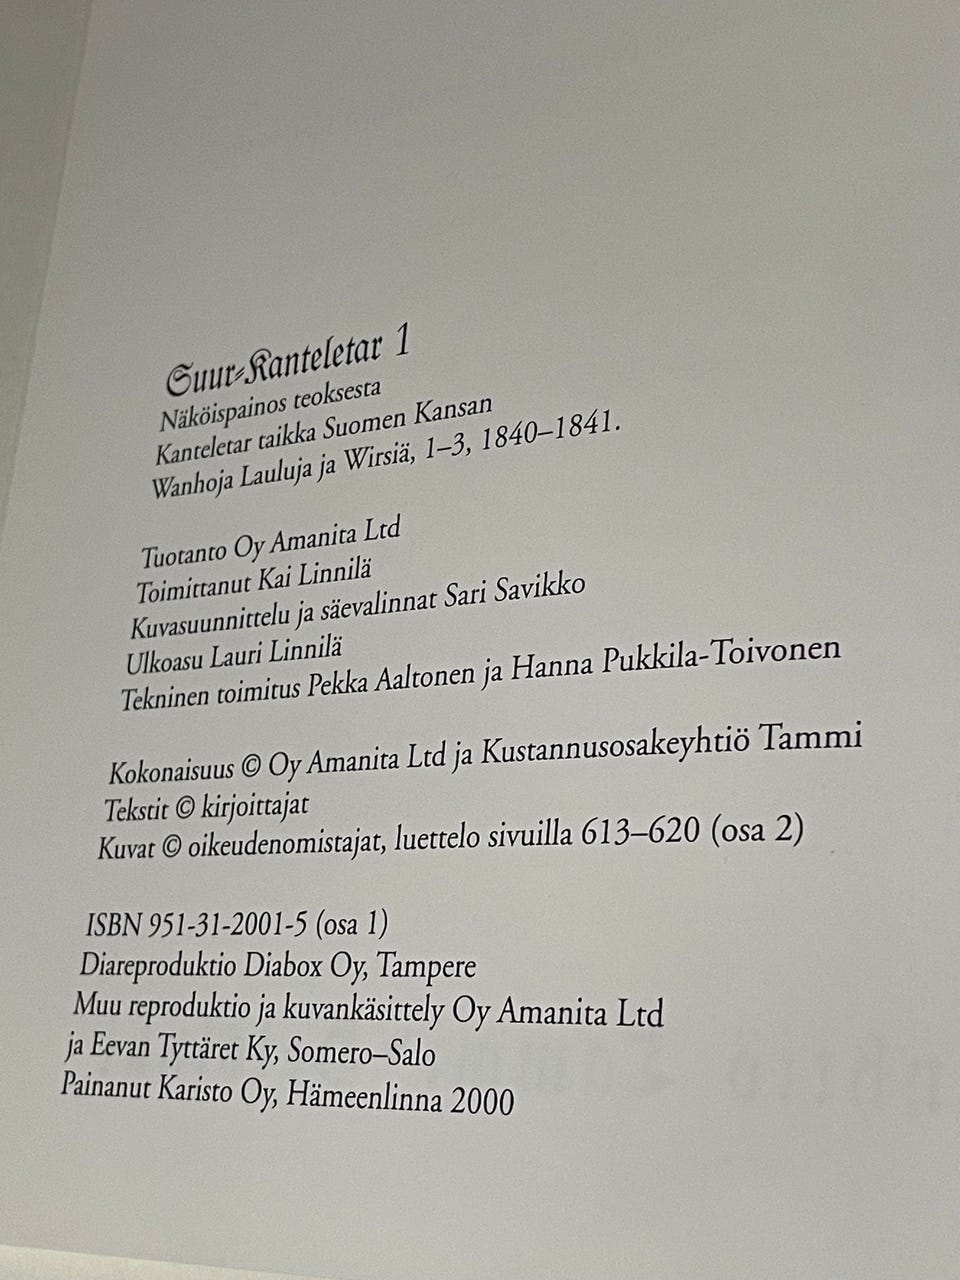 Suur-Kanteletar 1
Näköispainos teoksesta
Kanteletar taikka Suomen Kansan
Wanhoja Lauluja ja Wirsiä, 1–3, 1840–1841.
Tuotanto Oy Amanita Ltd
Toimittanut Kai Linnilä
Kuvasuunnittelu ja säevalinnat Sari Savikko
Ulkoasu Lauri Linnilä
Tekninen toimitus Pekka Aaltonen ja Hanna Pukkila-Toivonen
Kokonaisuus © Oy Amanita Ltd ja Kustannusosakeyhtiö Tammi
Tekstit © kirjoittajat
Kuvat © oikeudenomistajat, luettelo sivuilla 613–620 (osa 2)
ISBN 951-31-2001-5 (osa 1)
Diareproduktio Diabox Oy, Tampere
Muu reproduktio ja kuvankäsittely Oy Amanita Ltd
ja Eevan Tyttäret Ky, Somero–Salo
Painanut Karisto Oy, Hämeenlinna 2000